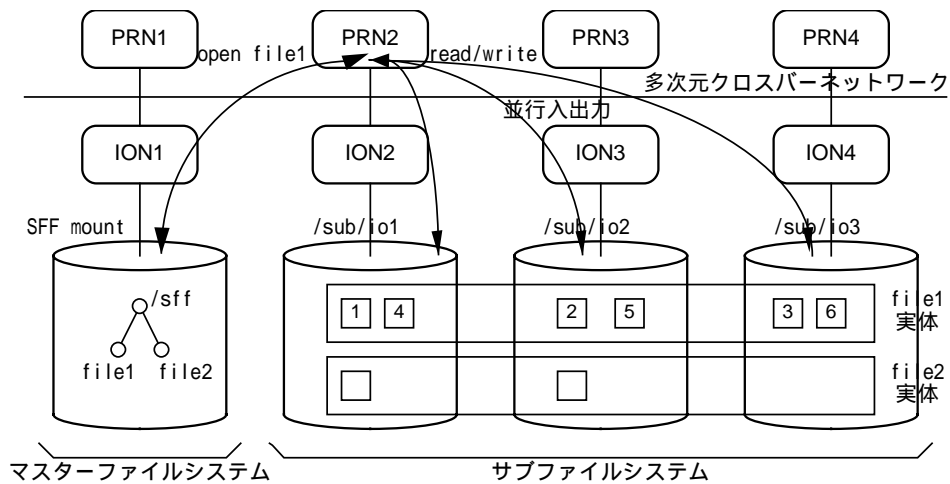 PRN1
PRN2
PRN3
PRN4
open file1
read/write
多次元クロスバーネットワーク
並行入出力
ION1
ION2
ION3
ION4
SFF mount
/sub/io1
/sub/io2
/sub/io3
/sff
file1
file2
1
4
2
5
3
6
file1
実体
file2
実体
マスターファイルシステム
サブファイルシステム